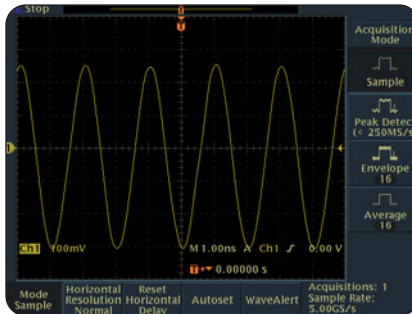 Stop
Acquisition
Mode
Sample
Peak Detect
(< 250MS/s
Envelope
16
Average
16
1
Ch1 100mV M 1.00ns A Ch1 0.00 V
T 0.00000 s
Mode
Sample
Horizontal
Resolution
Normal
Reset
Horizontal
Delay
Autoset
WaveAlert
Acquisitions: 1
Sample Rate:
5.00GS/s